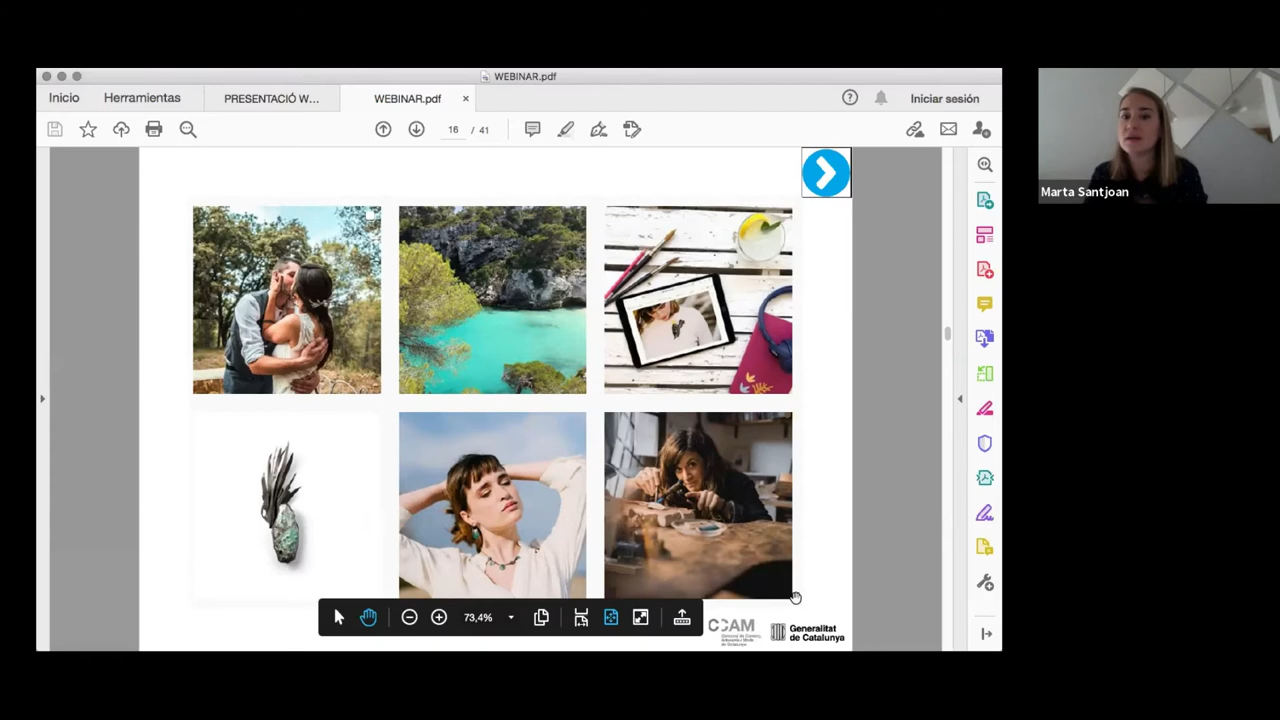 WEBINAR.pdf
Inicio
Herramientas
PRESENTACIÓ W...
WEBINAR.pdf
×
?
Iniciar sesión
16 / 41
Marta Santjoan
73,4%
CCAM
Generalitat
de Catalunya